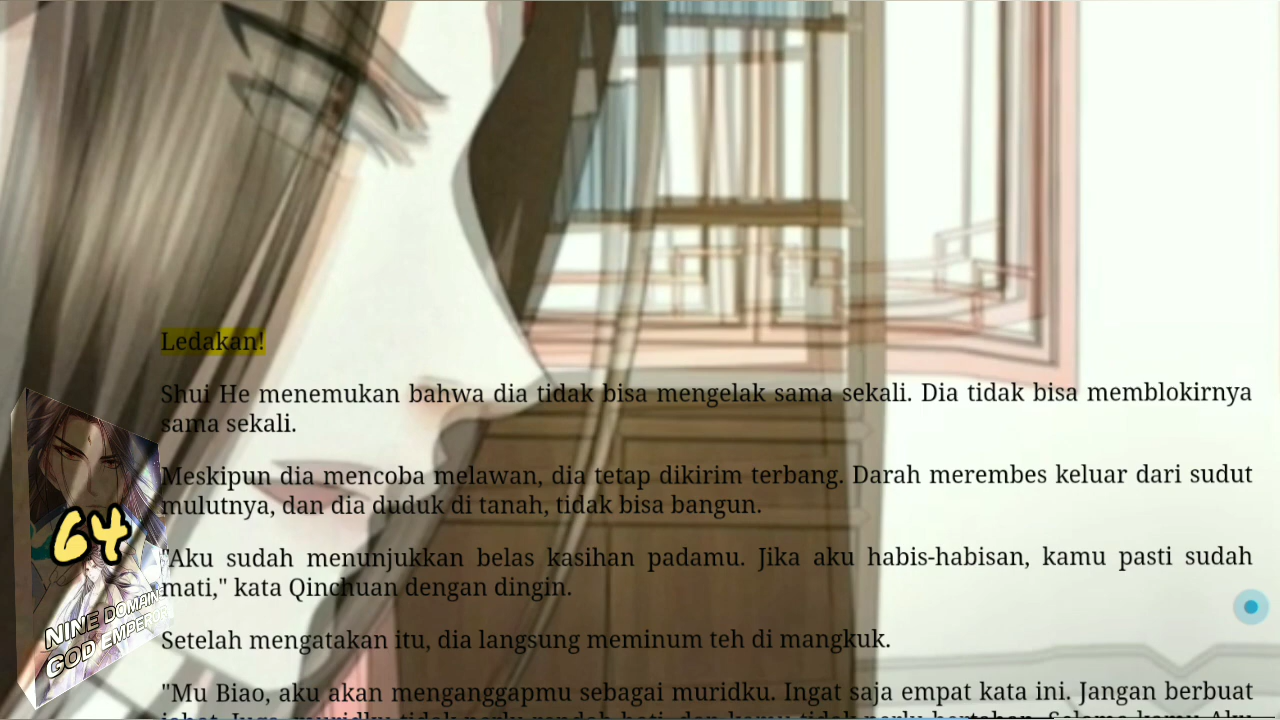 Ledakan!
Shui He menemukan bahwa dia tidak bisa mengelak sama sekali. Dia tidak bisa memblokirnya
sama sekali.
Meskipun dia mencoba melawan, dia tetap dikirim terbang. Darah merembes keluar dari sudut
mulutnya, dan dia duduk di tanah, tidak bisa bangun.
"Aku sudah menunjukkan belas kasihan padamu. Jika aku habis-habisan, kamu pasti sudah
mati," kata Qinchuan dengan dingin.
Setelah mengatakan itu, dia langsung meminum teh di mangkuk.
"Mu Biao, aku akan menganggapmu sebagai muridku. Ingat saja empat kata ini. Jangan berbuat
64
NINE DOMAIN
GOD EMPEROR